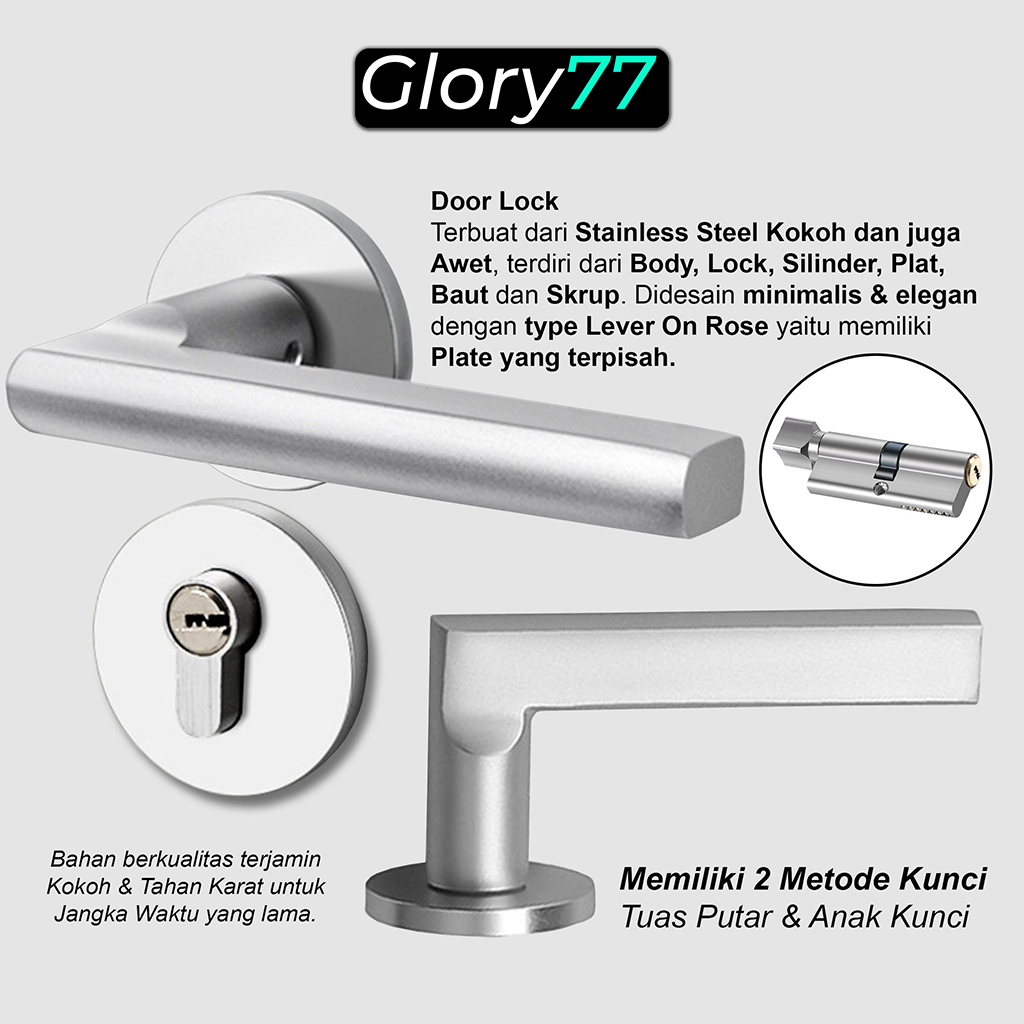 Glory77
Door Lock
Terbuat dari Stainless Steel Kokoh dan juga
Awet, terdiri dari Body, Lock, Silinder, Plat,
Baut dan Skrup. Didesain minimalis & elegan
dengan type Lever On Rose yaitu memiliki
Plate yang terpisah.
Bahan berkualitas terjamin
Kokoh & Tahan Karat untuk
Jangka Waktu yang lama.
Memiliki 2 Metode Kunci
Tuas Putar & Anak Kunci